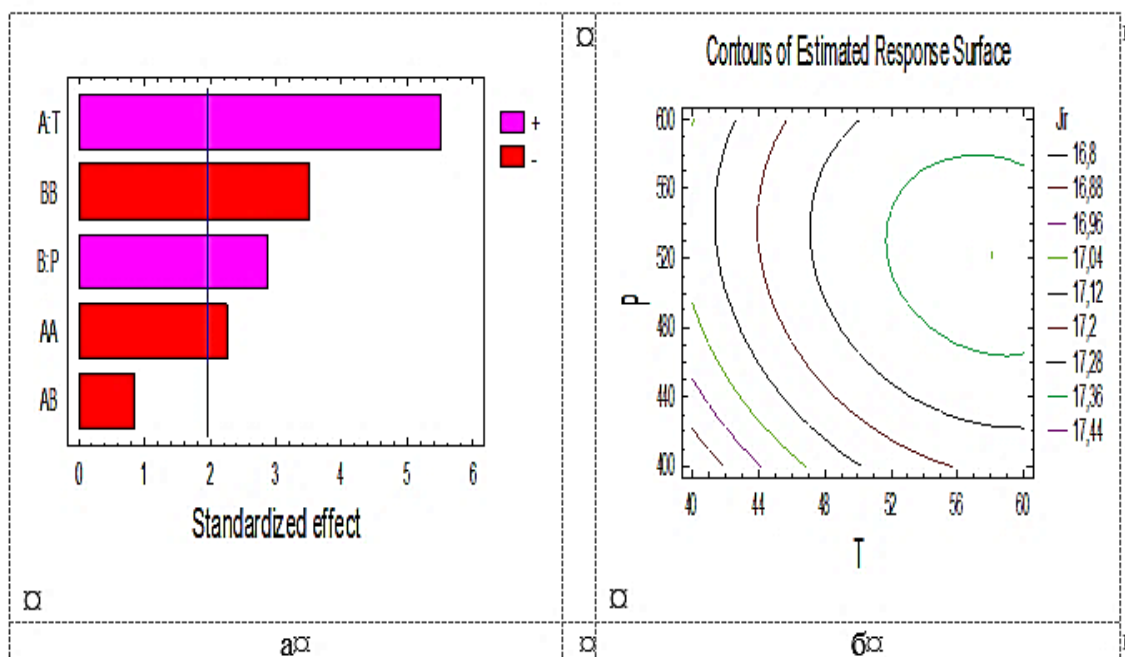 A:T
BB
B:P
AA
AB
0 1 2 3 4 5 6
Standardized effect
+
-
¤
а¤
¤
Contours of Estimated Response Surface
600
560
520
480
440
400
P
40 44 48 52 56 60
T
Jir
16,8
16,88
16,96
17,04
17,12
17,2
17,28
17,36
17,44
¤
¤
б¤